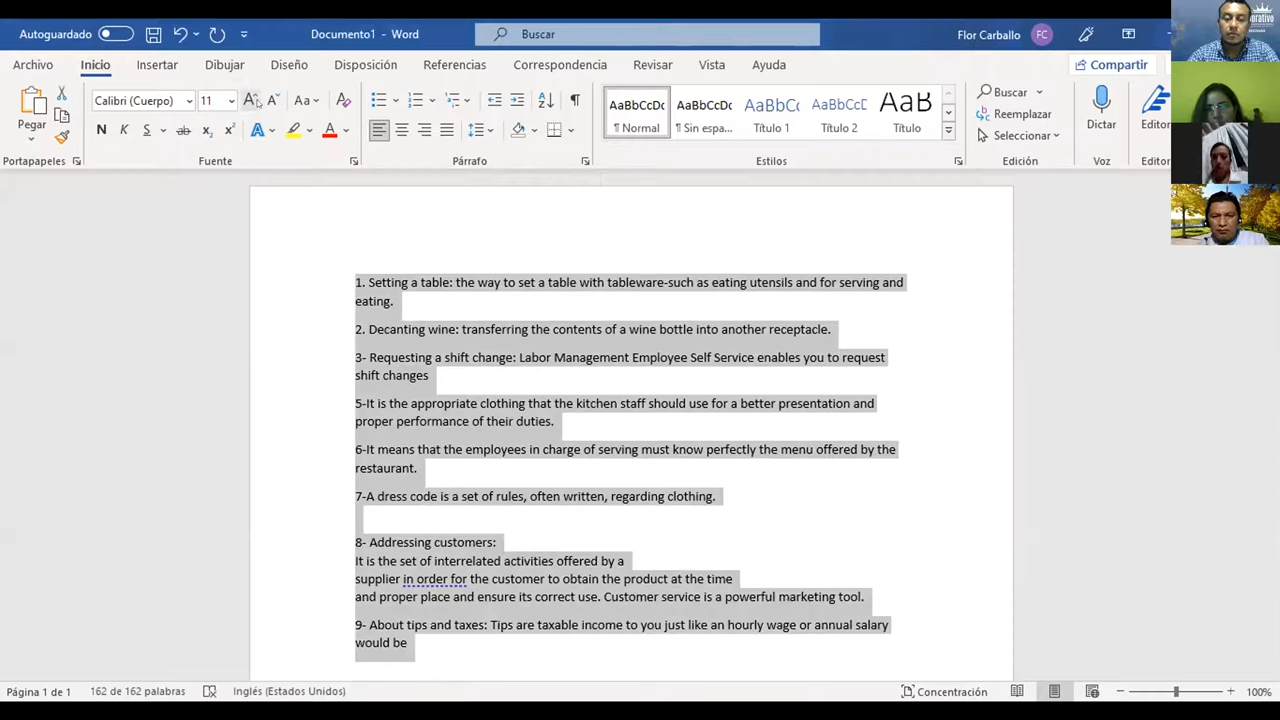 Autoguardado
Documento1 - Word
Buscar
Flor Carballo
FC
Archivo
Inicio
Insertar
Dibujar
Diseño
Disposición
Referencias
Correspondencia
Revisar
Vista
Ayuda
Compartir
Pegar
Calibri (Cuerpo)
11
Aa
N K S ab x₂ x²
Portapapeles
Fuente
Párrafo
AaBbCcDc
¶ Normal
AaBbCcDc
¶ Sin espa...
AaBbCc
Título 1
AaBbCcD
Título 2
AaB
Título
Estilos
Buscar
Reemplazar
Seleccionar
Edición
Dictar
Voz
Editor
1. Setting a table: the way to set a table with tableware-such as eating utensils and for serving and
eating.
2. Decanting wine: transferring the contents of a wine bottle into another receptacle.
3- Requesting a shift change: Labor Management Employee Self Service enables you to request
shift changes
5-It is the appropriate clothing that the kitchen staff should use for a better presentation and
proper performance of their duties.
6-It means that the employees in charge of serving must know perfectly the menu offered by the
restaurant.
7-A dress code is a set of rules, often written, regarding clothing.
8- Addressing customers:
It is the set of interrelated activities offered by a
supplier in order for the customer to obtain the product at the time
and proper place and ensure its correct use. Customer service is a powerful marketing tool.
9- About tips and taxes: Tips are taxable income to you just like an hourly wage or annual salary
would be
Página 1 de 1
162 de 162 palabras
Inglés (Estados Unidos)
Concentración
100%